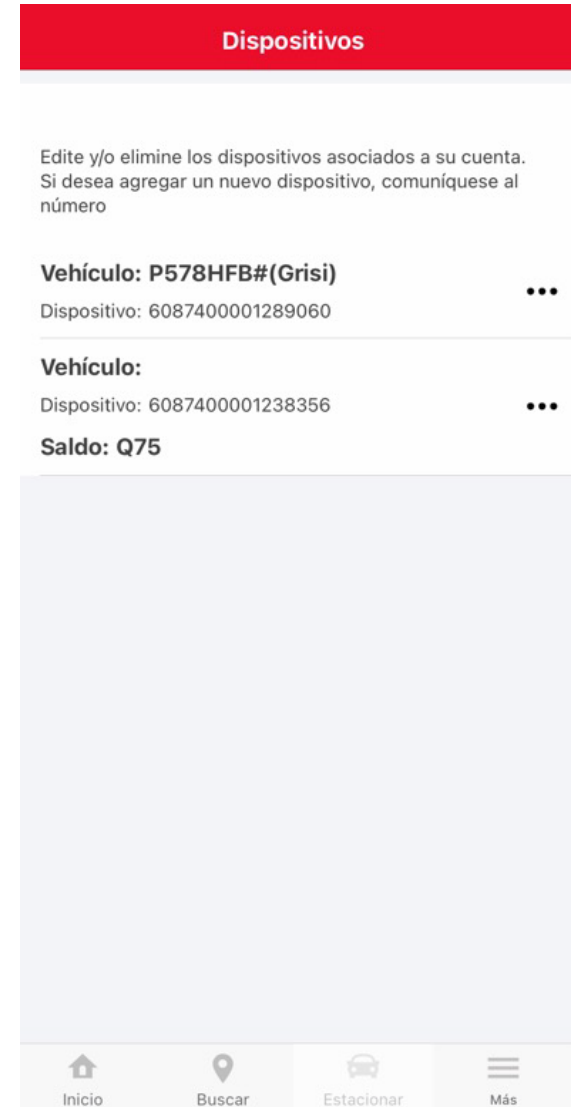 Dispositivos
Edite y/o elimine los dispositivos asociados a su cuenta.
Si desea agregar un nuevo dispositivo, comuníquese al
número
Vehículo: P578HFB#(Grisi)
Dispositivo: 6087400001289060
Vehículo:
Dispositivo: 6087400001238356
Saldo: Q75
Inicio Buscar Estacionar Más